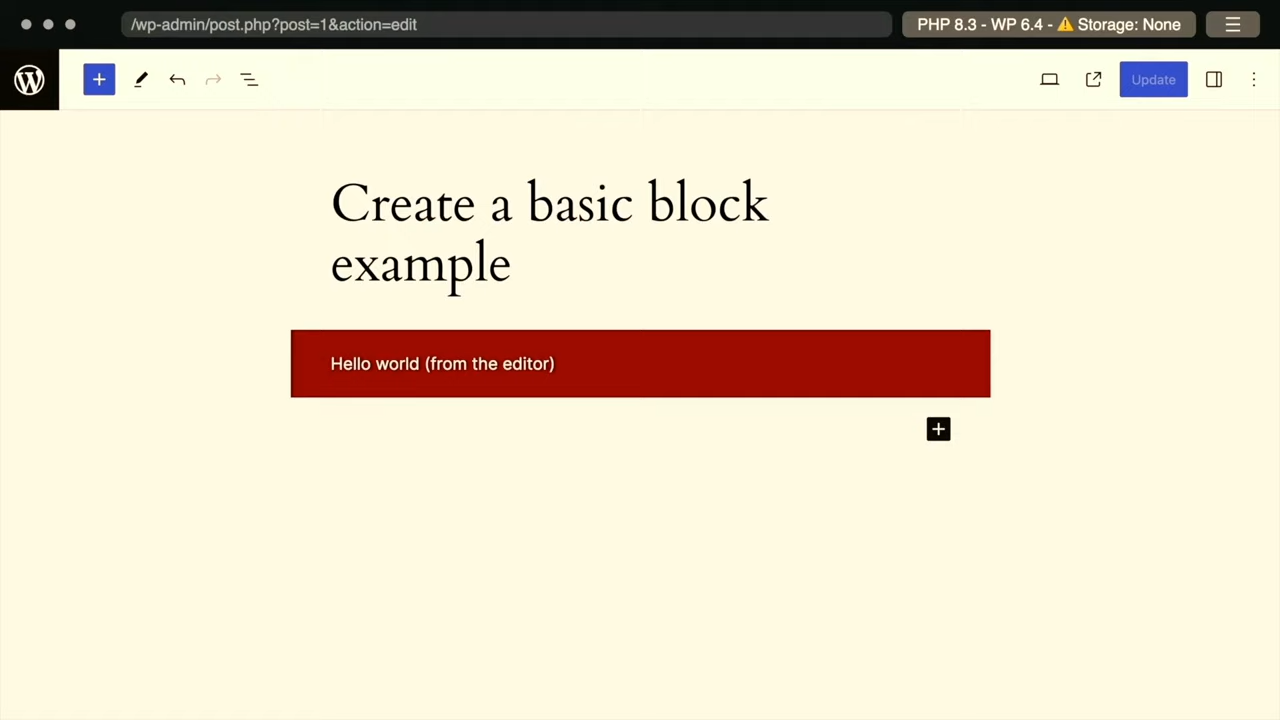 /wp-admin/post.php?post=1&action=edit
PHP 8.3 - WP 6.4 - ⚠️ Storage: None
Update
Create a basic block
example
Hello world (from the editor)